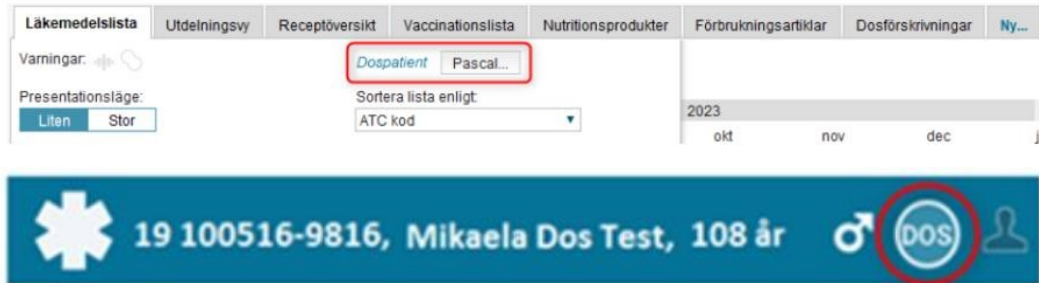 Läkemedelslista Utdelningsvy Receptöversikt Vaccinationslista Nutritionsprodukter Förbrukningsartiklar Dosförskrivningar Ny...
Varningar: Dospatient Pascal...
Presentationsläge: Sortera lista enligt:
Liten Stor ATC kod 2023
okt nov dec j
19 100516-9816, Mikaela Dos Test, 108 år DOS